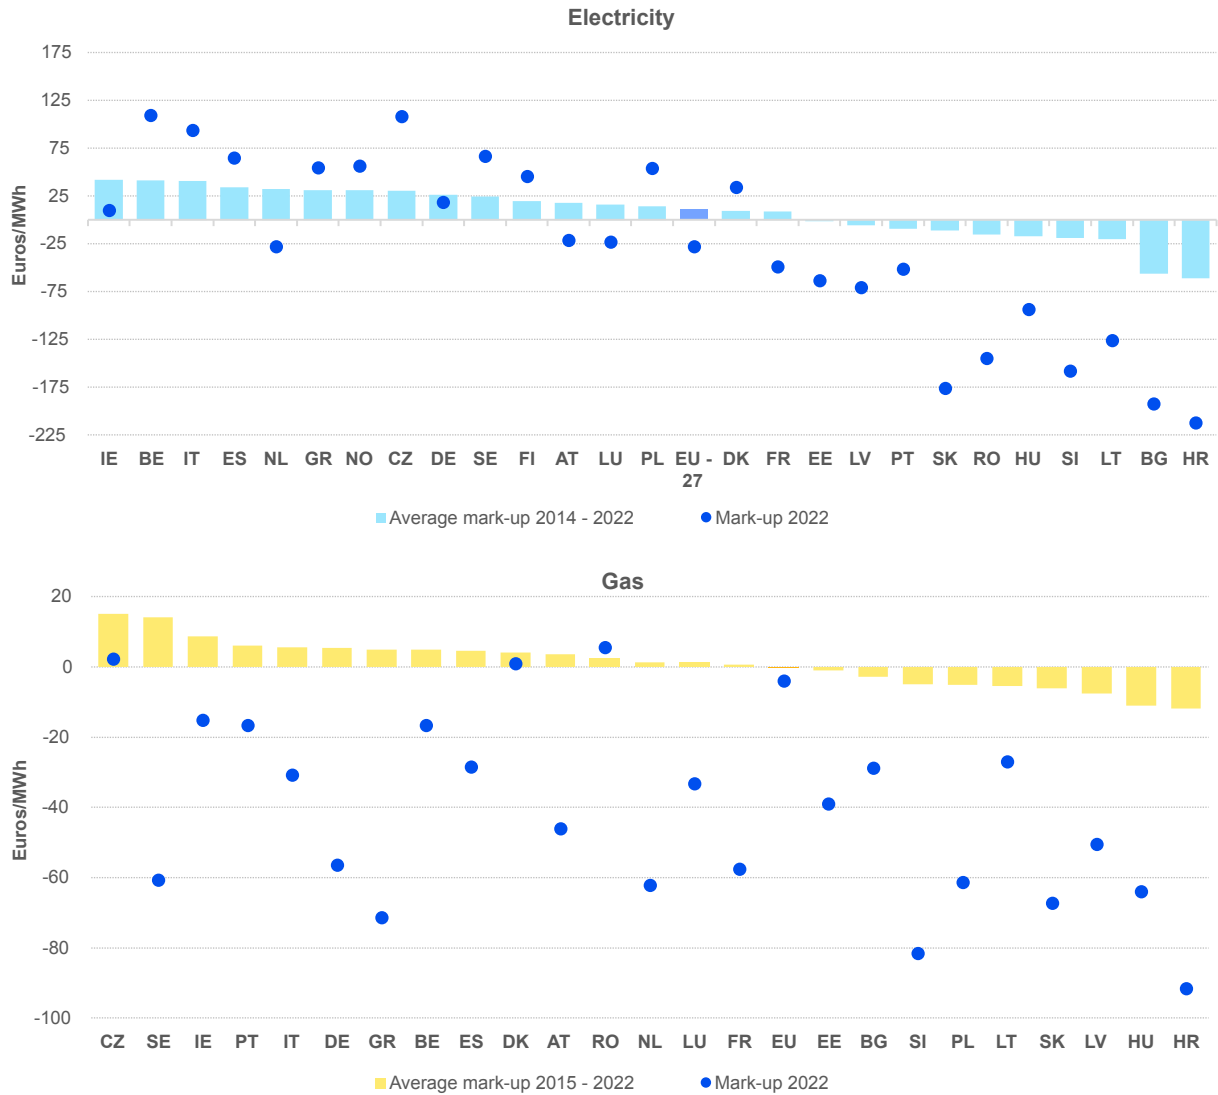 Electricity
175
125
75
25
-25
-75
-125
-175
-225
Euros/MWh
IE BE IT ES NL GR NO CZ DE SE FI AT LU PL EU - 27 DK FR EE LV PT SK RO HU SI LT BG HR
Average mark-up 2014 - 2022 Mark-up 2022
Gas
20
0
-20
-40
-60
-80
-100
Euros/MWh
CZ SE IE PT IT DE GR BE ES DK AT RO NL LU FR EU EE BG SI PL LT SK LV HU HR
Average mark-up 2015 - 2022 Mark-up 2022